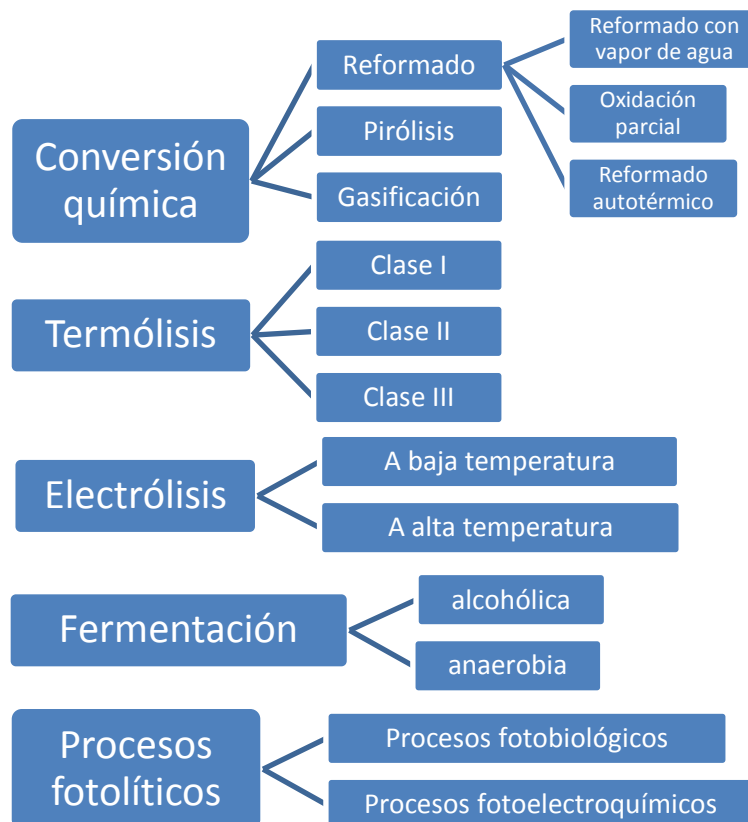 Conversión
química
Reformado
Reformado con
vapor de agua
Oxidación
parcial
Reformado
autotérmico
Pirólisis
Gasificación
Termólisis
Clase I
Clase II
Clase III
Electrólisis
A baja temperatura
A alta temperatura
Fermentación
alcohólica
anaerobia
Procesos
fotolíticos
Procesos fotobiológicos
Procesos fotoelectroquímicos